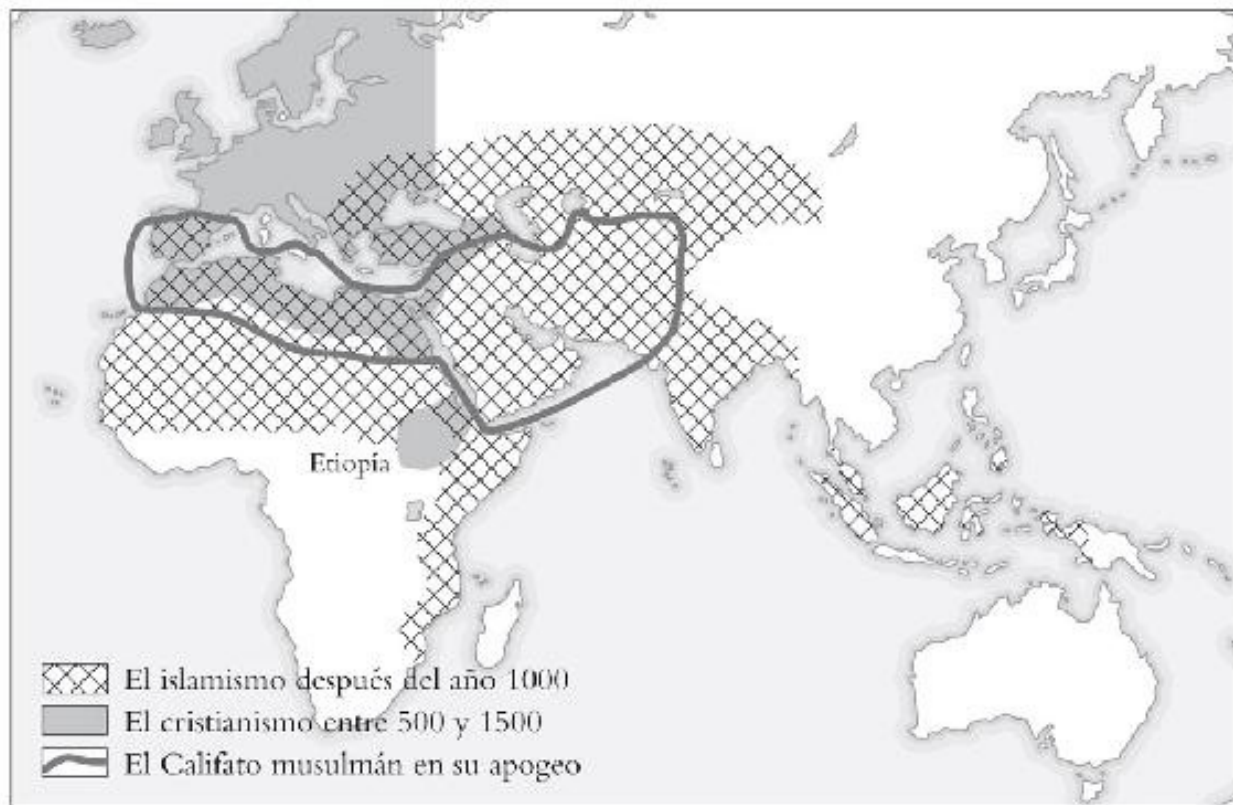 Etiopía
El islamismo después del año 1000
El cristianismo entre 500 y 1500
El Califato musulmán en su apogeo